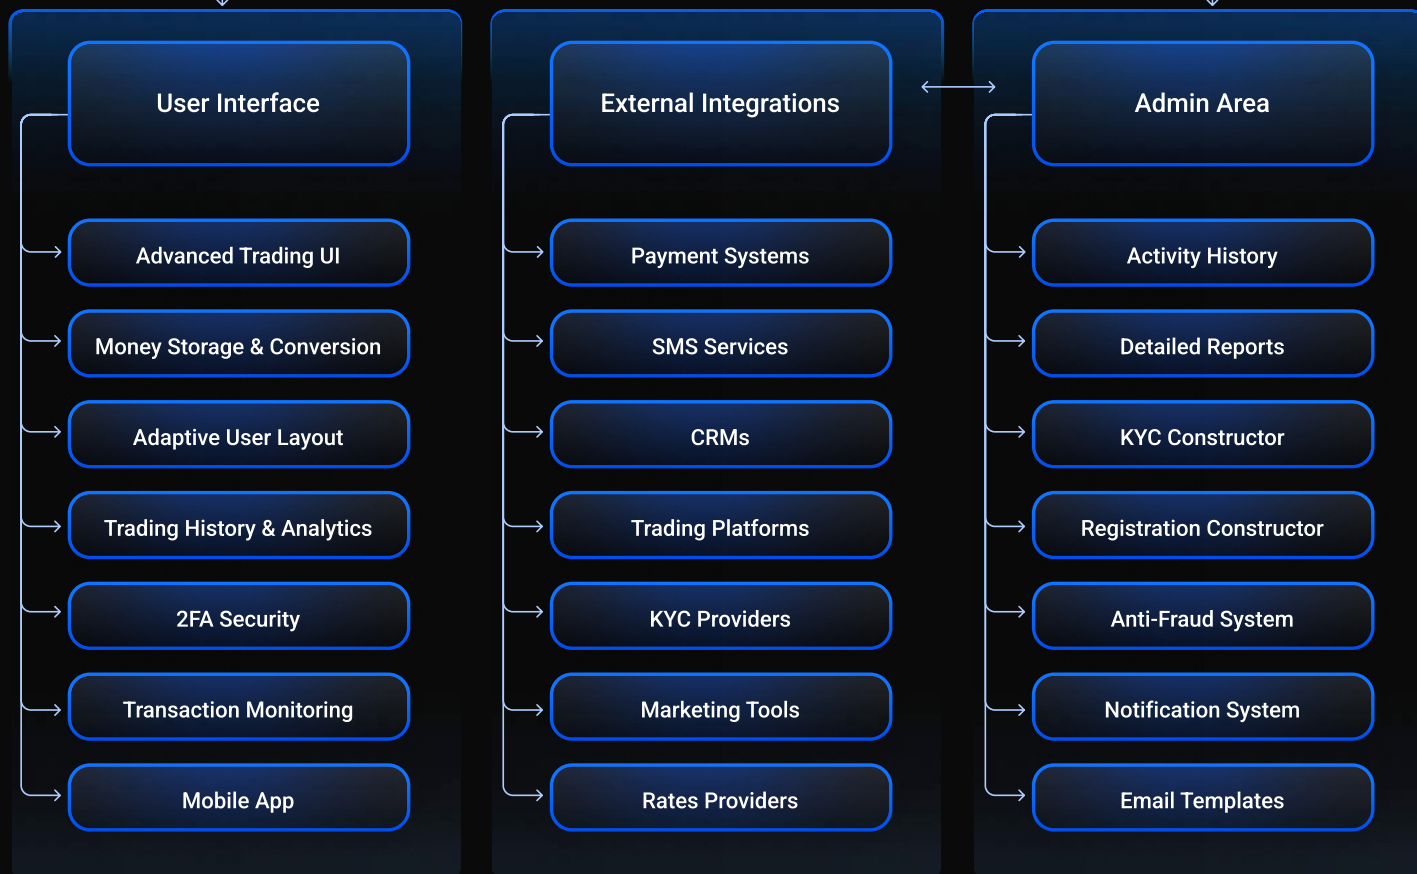 User Interface
Advanced Trading UI
Money Storage & Conversion
Adaptive User Layout
Trading History & Analytics
2FA Security
Transaction Monitoring
Mobile App
External Integrations
Payment Systems
SMS Services
CRMs
Trading Platforms
KYC Providers
Marketing Tools
Rates Providers
Admin Area
Activity History
Detailed Reports
KYC Constructor
Registration Constructor
Anti-Fraud System
Notification System
Email Templates